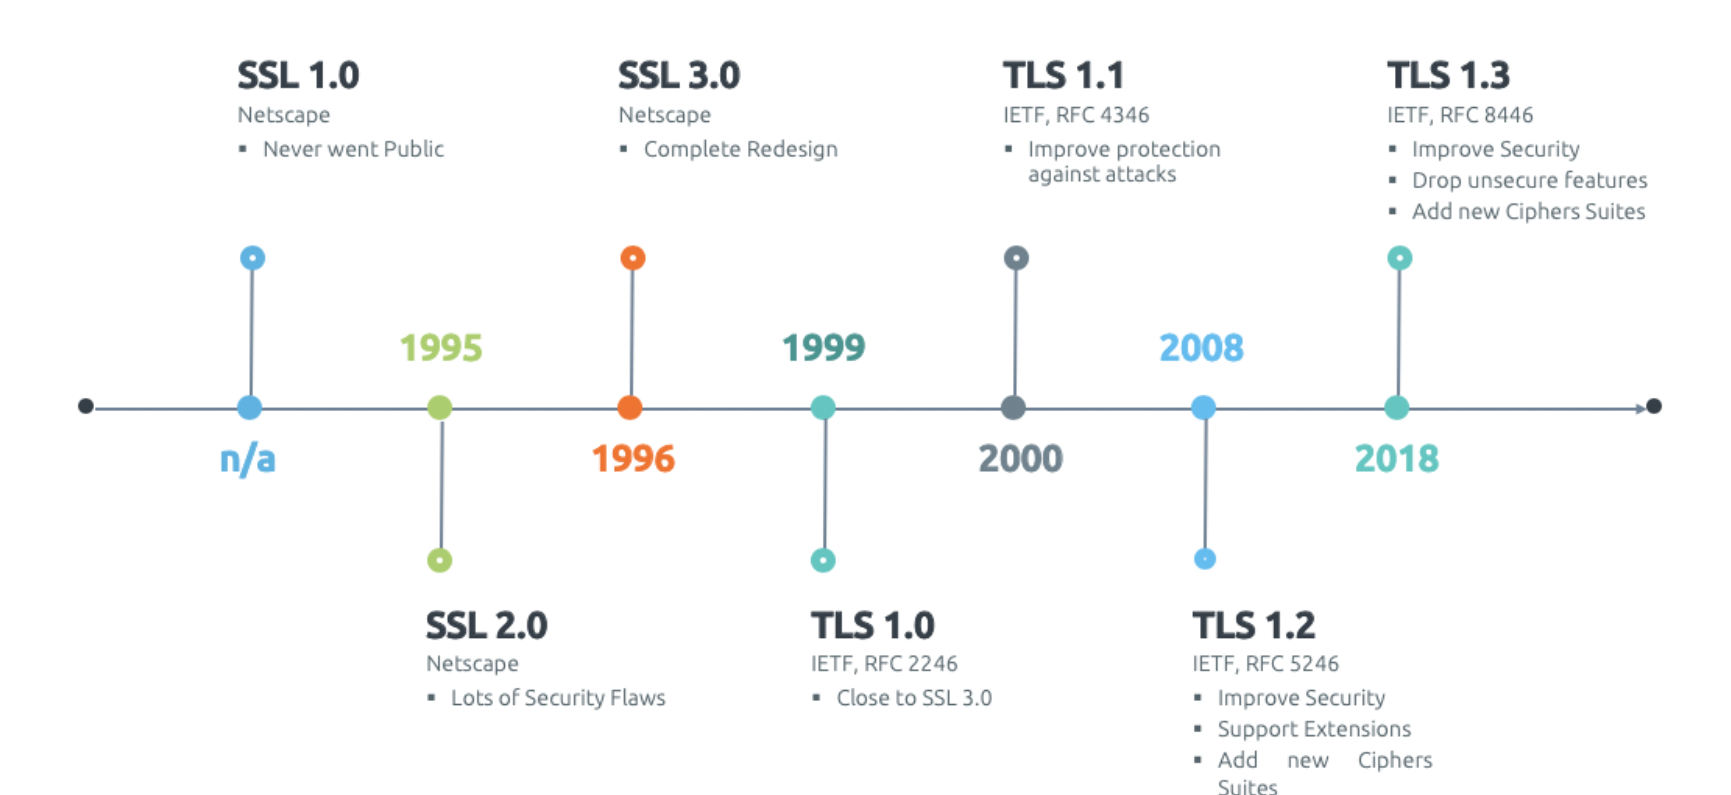 SSL 1.0
Netscape
▪ Never went Public
SSL 3.0
Netscape
▪ Complete Redesign
TLS 1.1
IETF, RFC 4346
▪ Improve protection
against attacks
TLS 1.3
IETF, RFC 8446
▪ Improve Security
▪ Drop unsecure features
▪ Add new Ciphers Suites
n/a
1995
1996
1999
2000
2008
2018
SSL 2.0
Netscape
▪ Lots of Security Flaws
TLS 1.0
IETF, RFC 2246
▪ Close to SSL 3.0
TLS 1.2
IETF, RFC 5246
▪ Improve Security
▪ Support Extensions
▪ Add new Ciphers
Suites